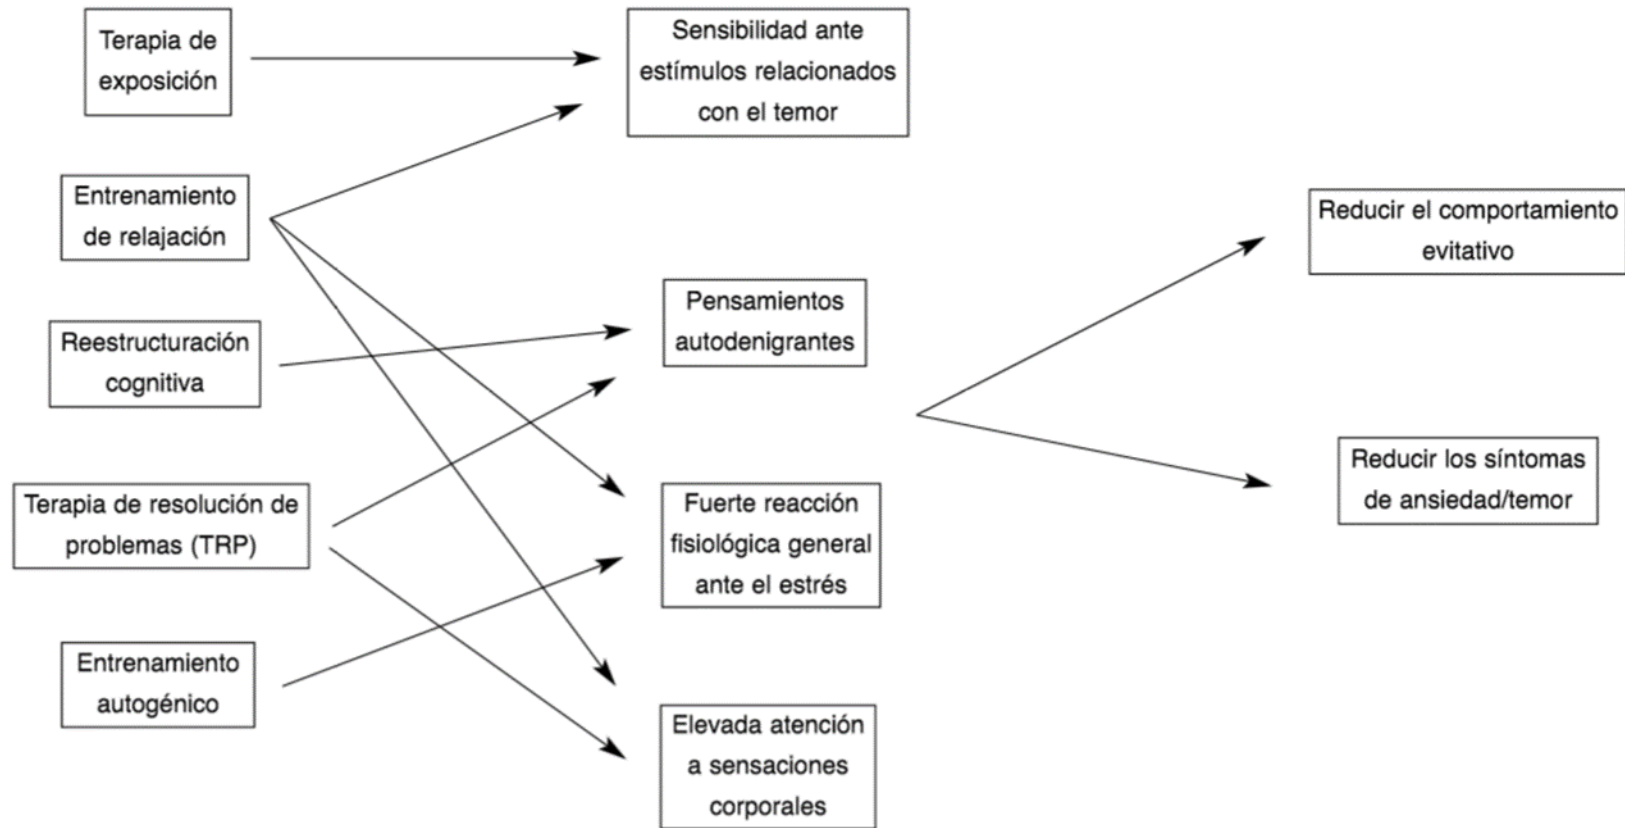 Terapia de
exposición
Entrenamiento
de relajación
Reestructuración
cognitiva
Terapia de resolución de
problemas (TRP)
Entrenamiento
autogénico
Sensibilidad ante
estímulos relacionados
con el temor
Pensamientos
autodenigrantes
Fuerte reacción
fisiológica general
ante el estrés
Elevada atención
a sensaciones
corporales
Reducir el comportamiento
evitativo
Reducir los síntomas
de ansiedad/temor